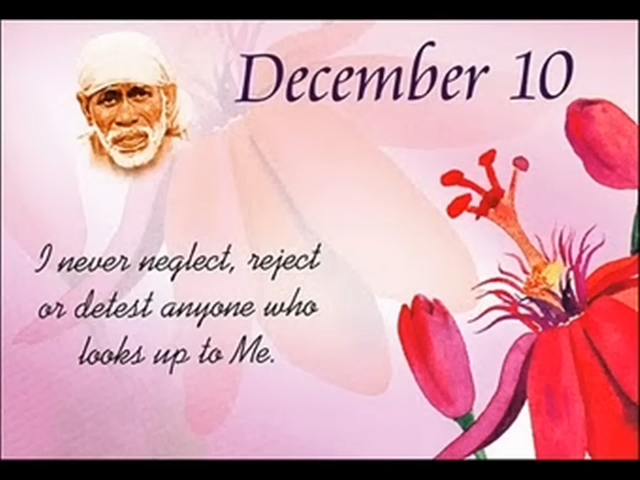 December 10
I never neglect, reject
or detest anyone who
looks up to Me.